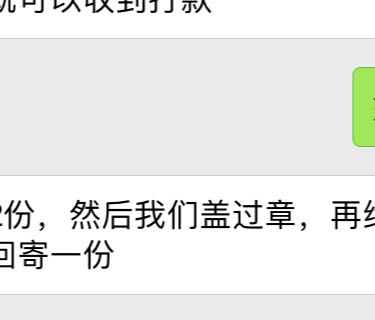 就可以收到打款
份，然后我们盖过章，再给
回寄一份